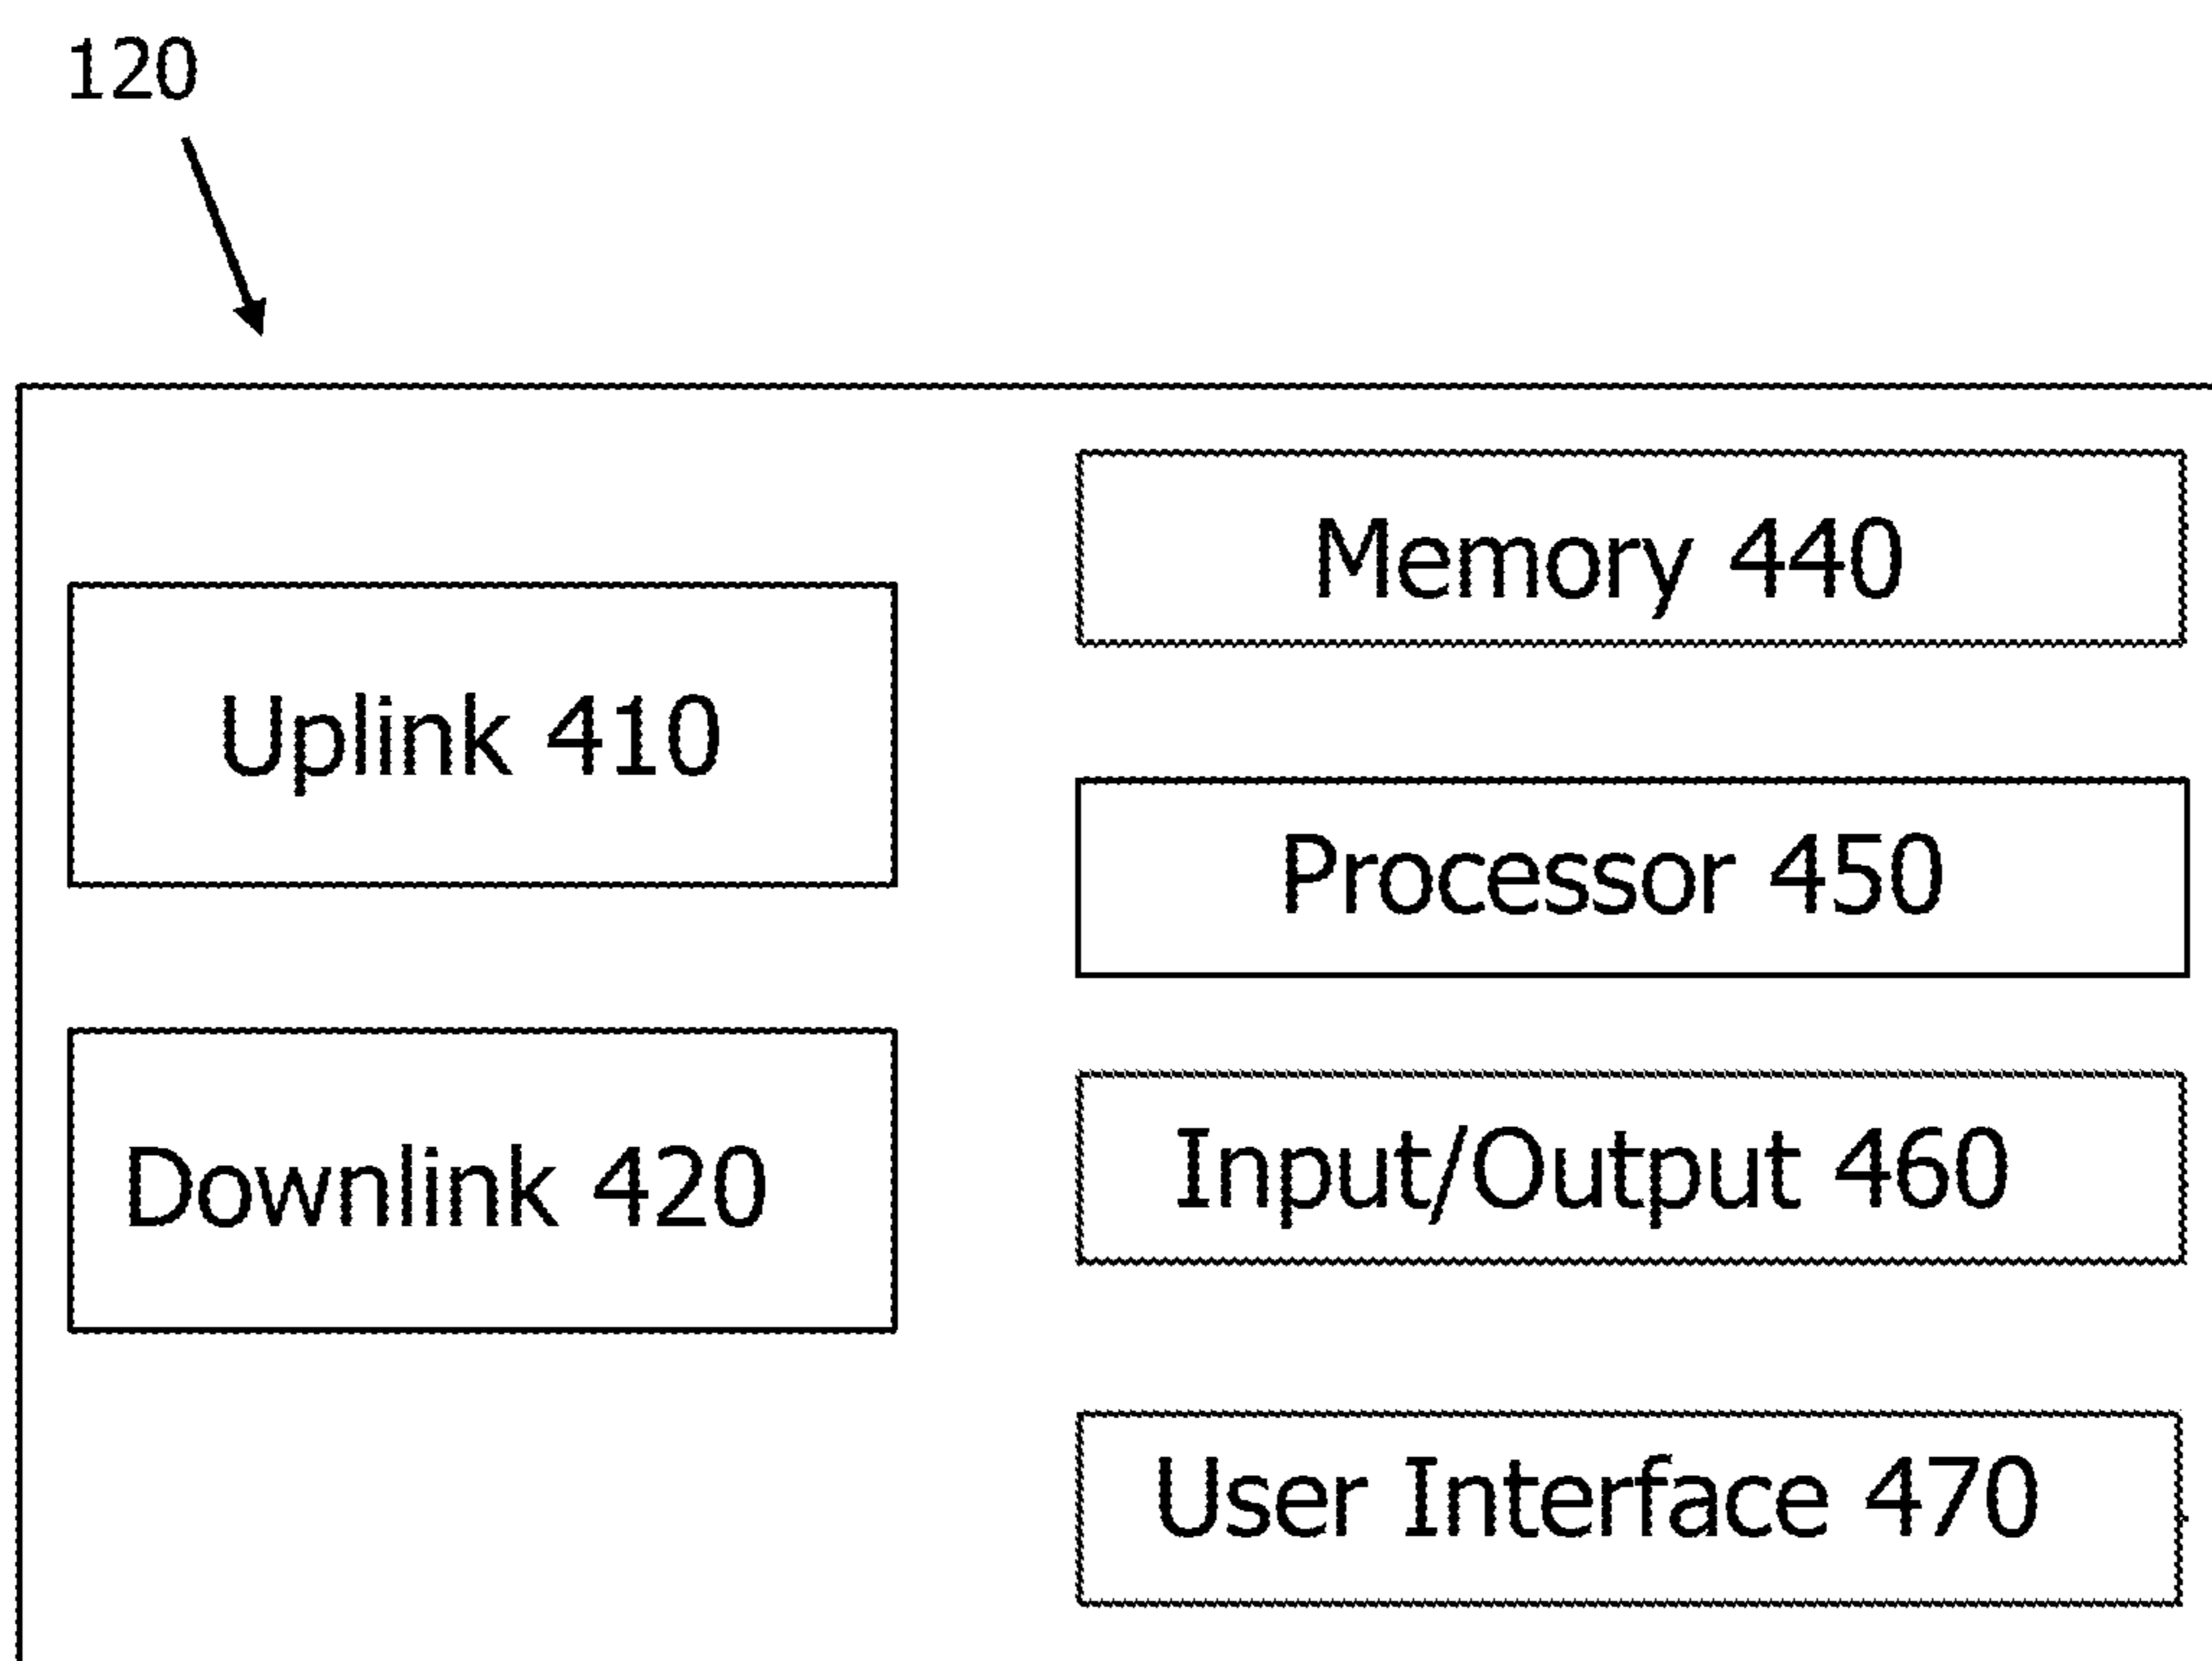 120
Memory 440
Uplink 410
Processor 450
Downlink 420
Input/Output 460
User Interface 470